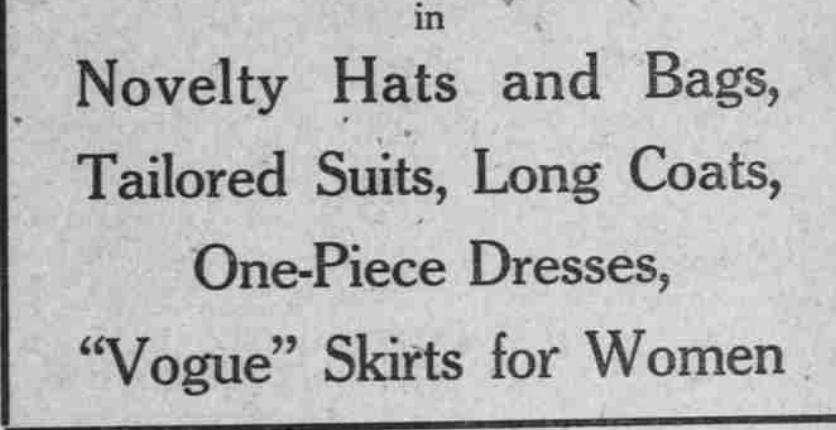 in
Novelty Hats and Bags,
Tailored Suits, Long Coats,
One-Piece Dresses,
“Vogue” Skirts for Women